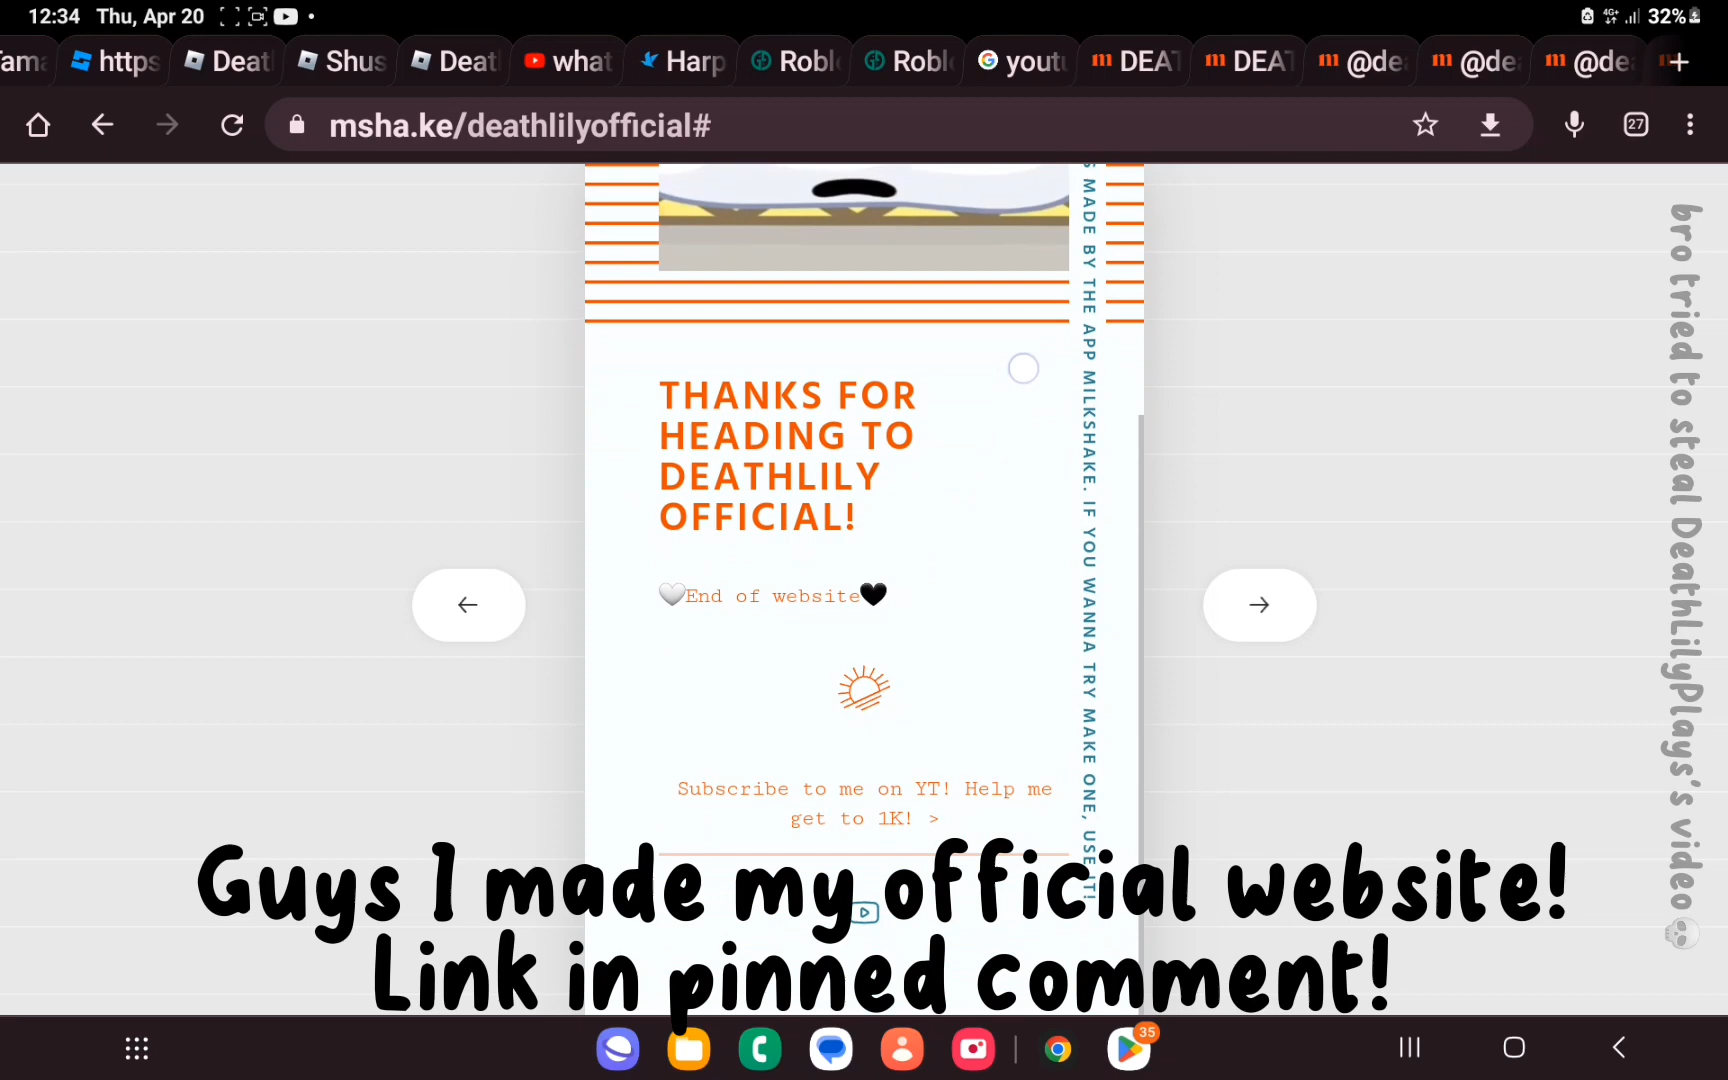 12:34 Thu, Apr 20
4G+ 32%
https Deat Shus Deat what Harp Robl Robl yout DEAT DEAT @de @de @de
msha.ke/deathlilyofficial#
27
MADE BY THE APP MILKSHAKE. IF YOU WANNA TRY MAKE ONE, USE IT!
bro tried to steal DeathLilyPlays's video💀
THANKS FOR
HEADING TO
DEATHLILY
OFFICIAL!
🤍End of website🖤
Subscribe to me on YT! Help me
get to 1K! >
Guys I made my official website!
Link in pinned comment!
35